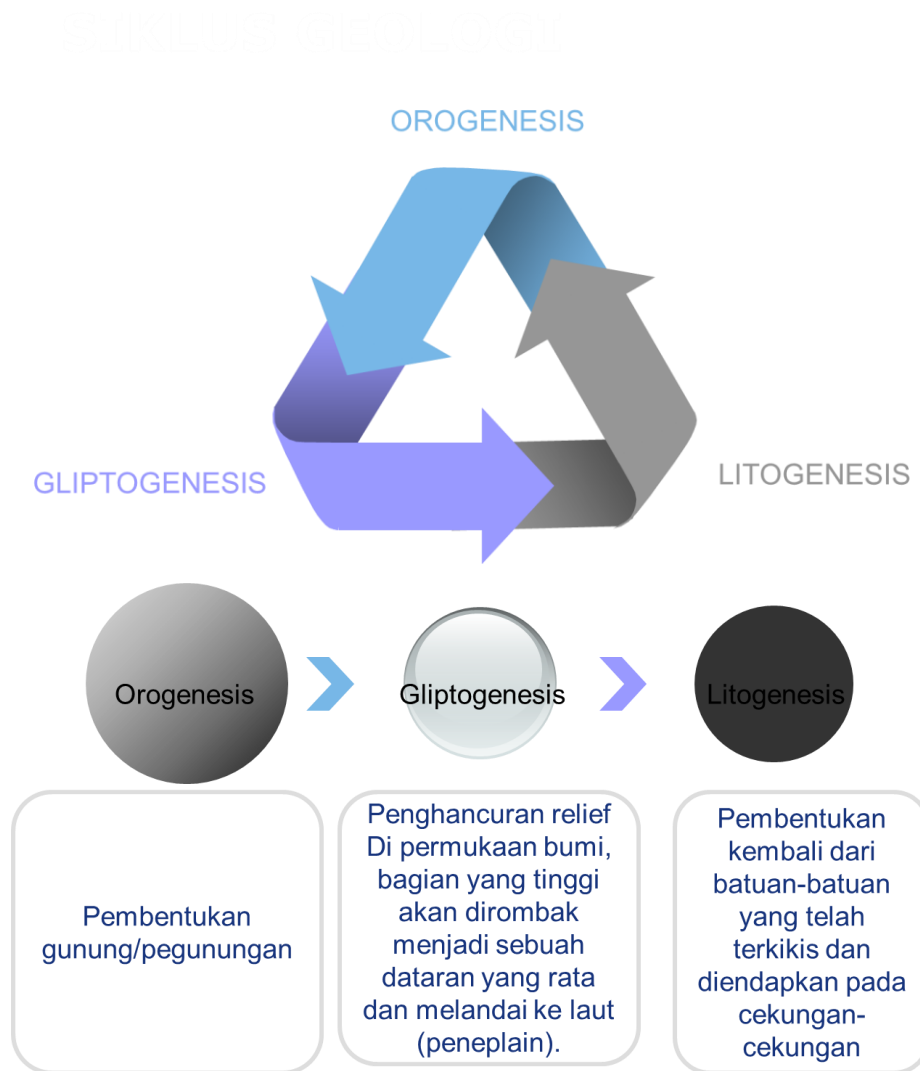 OROGENESIS
GLIPTOGENESIS
LITOGENESIS
Orogenesis
Gliptogenesis
Litogenesis
Pembentukan
gunung/pegunungan
Penghancuran relief
Di permukaan bumi,
bagian yang tinggi
akan dirombak
menjadi sebuah
dataran yang rata
dan melandai ke laut
(peneplain).
Pembentukan
kembali dari
batuan-batuan
yang telah
terkikis dan
diendapkan pada
cekungan-
cekungan